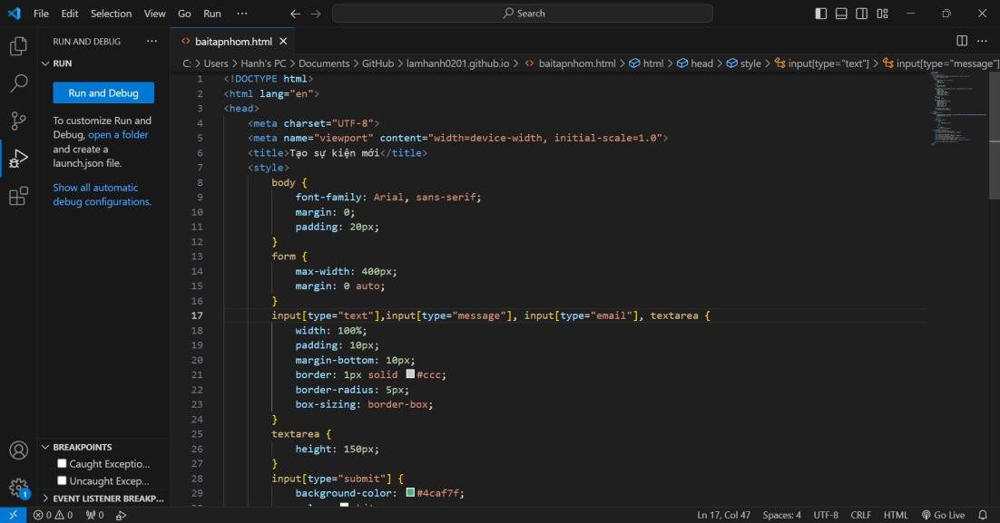 File Edit Selection View Go Run ··· Search
RUN AND DEBUG ···
RUN
Run and Debug
To customize Run and
Debug, open a folder
and create a
launch.json file.
Show all automatic
debug configurations.
BREAKPOINTS
Caught Exceptio...
Uncaught Excep...
EVENT LISTENER BREAKP...
1
baitapnhom.html
C: > Users > Hanh's PC > Documents > GitHub > lamhanh0201.github.io > baitapnhom.html > html > head > style > input[type="text"] > input[type="message"]
1 <!DOCTYPE html>
2 <html lang="en">
3 <head>
4 <meta charset="UTF-8">
5 <meta name="viewport" content="width=device-width, initial-scale=1.0">
6 <title>Tạo sự kiện mới</title>
7 <style>
8 body {
9 font-family: Arial, sans-serif;
10 margin: 0;
11 padding: 20px;
12 }
13 form {
14 max-width: 400px;
15 margin: 0 auto;
16 }
17 input[type="text"],input[type="message"], input[type="email"], textarea {
18 width: 100%;
19 padding: 10px;
20 margin-bottom: 10px;
21 border: 1px solid #ccc;
22 border-radius: 5px;
23 box-sizing: border-box;
24 }
25 textarea {
26 height: 150px;
27 }
28 input[type="submit"] {
29 background-color: #4caf7f;
0 0 0 Ln 17, Col 47 Spaces: 4 UTF-8 CRLF HTML Go Live